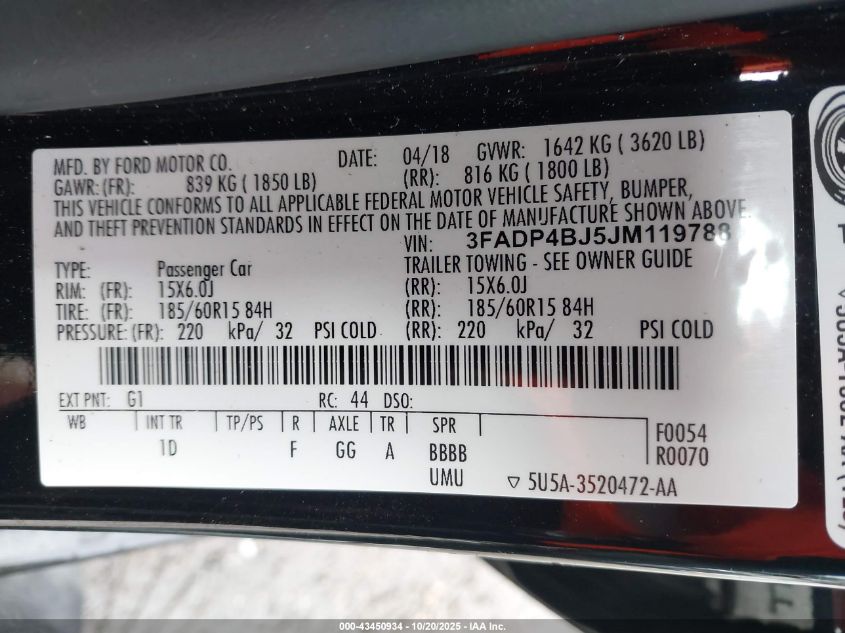 MFD. BY FORD MOTOR CO. DATE: 04/18 GVWR: 1642 KG ( 3620 LB)
GAWR: (FR): 839 KG ( 1850 LB) (RR): 816 KG ( 1800 LB)
THIS VEHICLE CONFORMS TO ALL APPLICABLE FEDERAL MOTOR VEHICLE SAFETY, BUMPER,
AND THEFT PREVENTION STANDARDS IN EFFECT ON THE DATE OF MANUFACTURE SHOWN ABOVE.
VIN: 3FADP4BJ5JM119788
TYPE: Passenger Car TRAILER TOWING - SEE OWNER GUIDE
RIM: (FR): 15X6.0J (RR): 15X6.0J
TIRE: (FR): 185/60R15 84H (RR): 185/60R15 84H
PRESSURE: (FR): 220 kPa/ 32 PSI COLD (RR): 220 kPa/ 32 PSI COLD
EXT PNT: G1 RC: 44 DSO:
WB INT TR TP/PS R AXLE TR SPR
1D F GG A BBBB
UMU
F0054
R0070
▽ 5U5A-3520472-AA
000-43450934 - 10/20/2025 - IAA Inc.